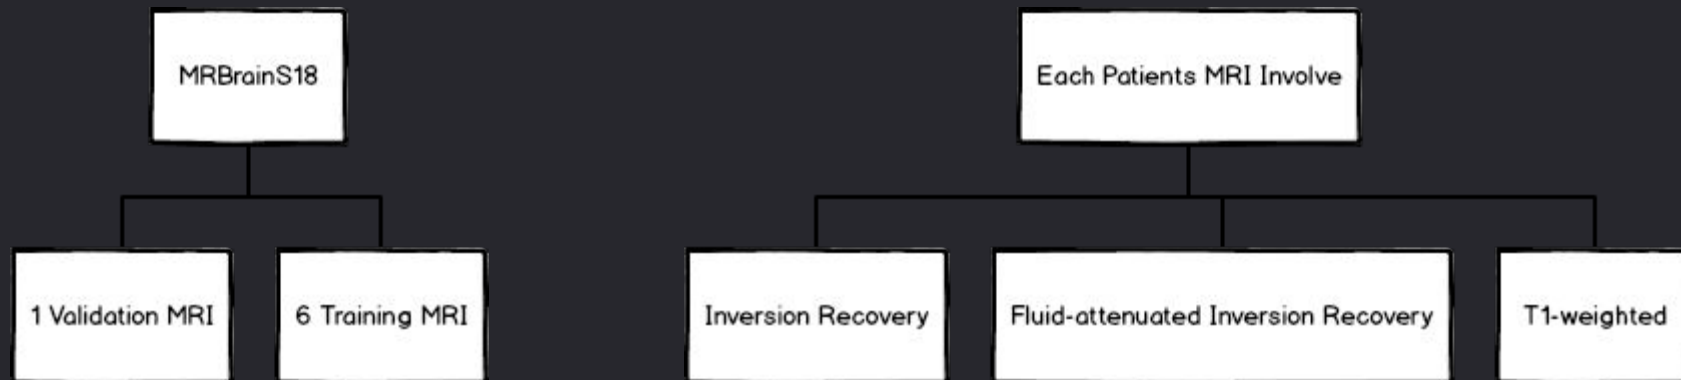 MRBrainS18
Each Patients MRI Involve
1 Validation MRI
6 Training MRI
Inversion Recovery
Fluid-attenuated Inversion Recovery
T1-weighted